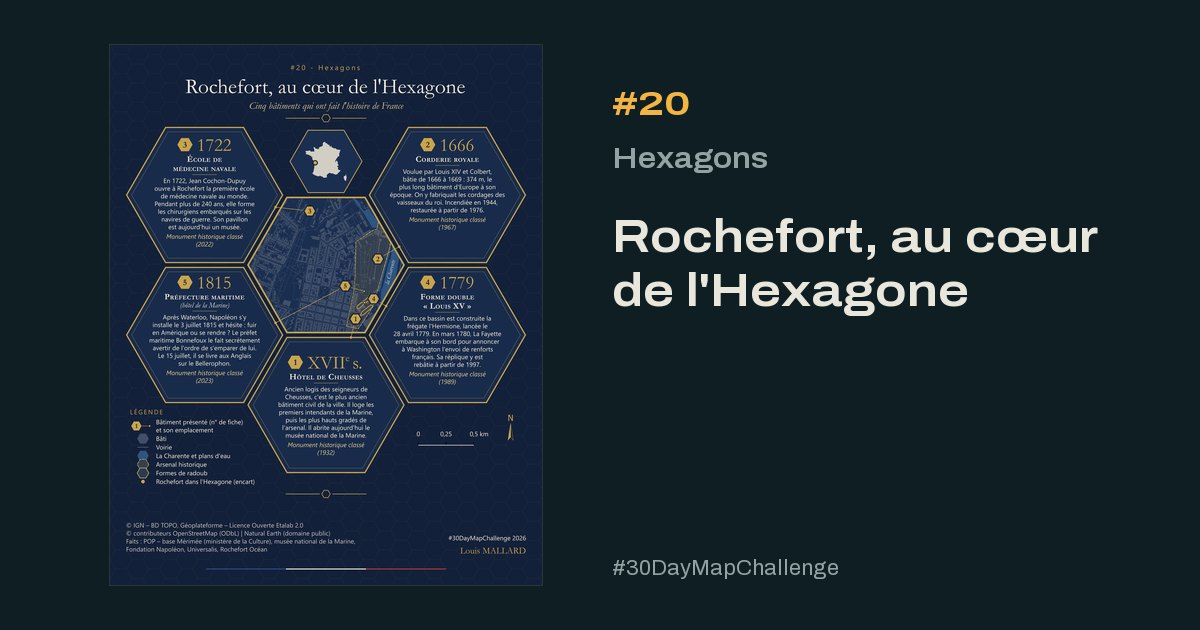 #20 - Hexagons
Rochefort, au cœur de l'Hexagone
Cinq bâtiments qui ont fait l'histoire de France
3 1722
École de
médecine navale
En 1722, Jean Cochon-Dupuy
ouvre à Rochefort la première école
de médecine navale au monde.
Pendant plus de 240 ans, elle forme
les chirurgiens embarqués sur les
navires de guerre. Son pavillon
est aujourd'hui un musée.
Monument historique classé
(2022)
2 1666
Corderie royale
Voulue par Louis XIV et Colbert,
bâtie de 1666 à 1669 : 374 m, le
plus long bâtiment d'Europe à son
époque. On y fabriquait les cordages des
vaisseaux du roi. Incendiée en 1944,
restaurée à partir de 1976.
Monument historique classé
(1967)
3
2
5
4
1
la Charente
5 1815
Préfecture maritime
(hôtel de la Marine)
Après Waterloo, Napoléon s'y
installe le 3 juillet 1815 et hésite : fuir
en Amérique ou se rendre ? Le préfet
maritime Bonnefoux le fait secrètement
avertir de l'ordre de s'emparer de lui.
Le 15 juillet, il se livre aux Anglais
sur le Bellerophon.
Monument historique classé
(2023)
4 1779
Forme double
« Louis XV »
Dans ce bassin est construite la
frégate l'Hermione, lancée le
28 avril 1779. En mars 1780, La Fayette
embarque à son bord pour annoncer
à Washington l'envoi de renforts
français. Sa réplique y est
rebâtie à partir de 1997.
Monument historique classé
(1989)
1 XVIIe s.
Hôtel de Cheusses
Ancien logis des seigneurs de
Cheusses, c'est le plus ancien
bâtiment civil de la ville. Il loge les
premiers intendants de la Marine,
puis les plus hauts gradés de
l'arsenal. Il abrite aujourd'hui le
musée national de la Marine.
Monument historique classé
(1932)
LÉGENDE
1 Bâtiment présenté (n° de fiche)
et son emplacement
Bâti
Voirie
La Charente et plans d'eau
Arsenal historique
Formes de radoub
Rochefort dans l'Hexagone (encart)
0 0,25 0,5 km
N
© IGN – BD TOPO, Géoplateforme – Licence Ouverte Etalab 2.0
© contributeurs OpenStreetMap (ODbL) | Natural Earth (domaine public)
Faits : POP – base Mérimée (ministère de la Culture), musée national de la Marine,
Fondation Napoléon, Universalis, Rochefort Océan
#30DayMapChallenge 2026
Louis MALLARD
#20
Hexagons
Rochefort, au cœur
de l'Hexagone
#30DayMapChallenge